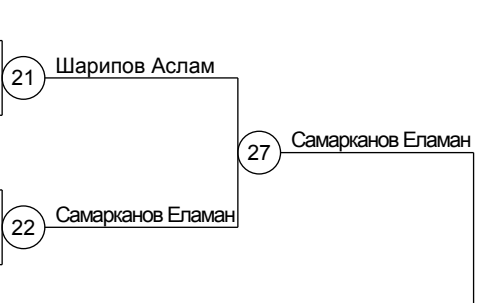 21 Шарипов Аслам
27 Самарканов Еламан
22 Самарканов Еламан